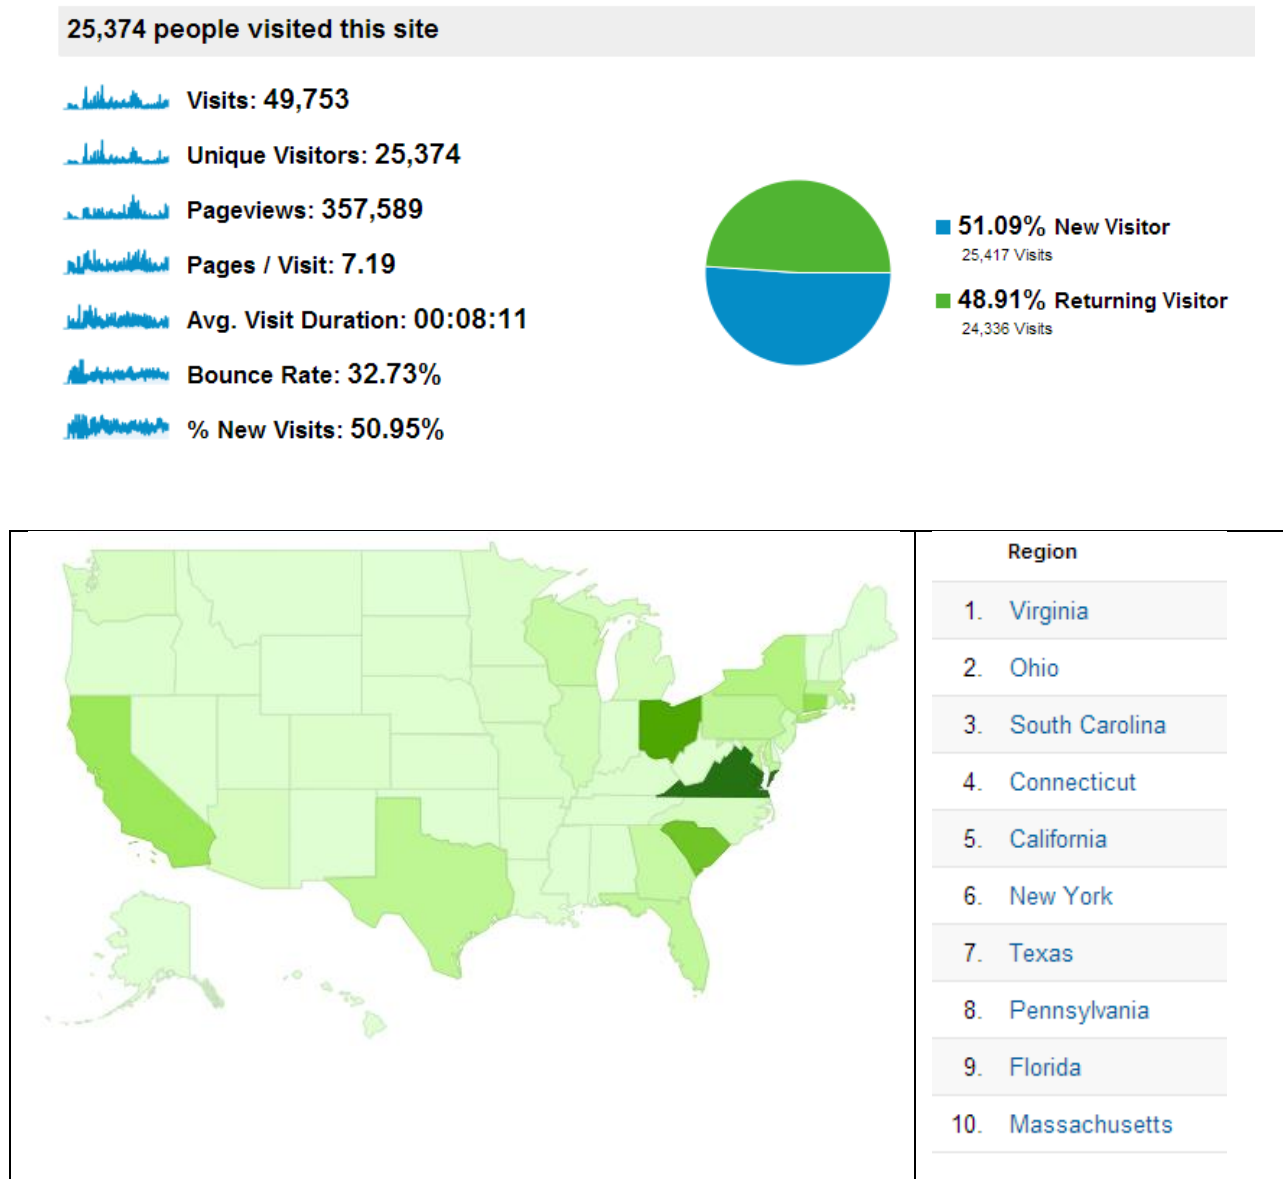 25,374 people visited this site
Visits: 49,753
Unique Visitors: 25,374
Pageviews: 357,589
Pages / Visit: 7.19
Avg. Visit Duration: 00:08:11
Bounce Rate: 32.73%
% New Visits: 50.95%
51.09% New Visitor
25,417 Visits
48.91% Returning Visitor
24,336 Visits
Region
1. Virginia
2. Ohio
3. South Carolina
4. Connecticut
5. California
6. New York
7. Texas
8. Pennsylvania
9. Florida
10. Massachusetts